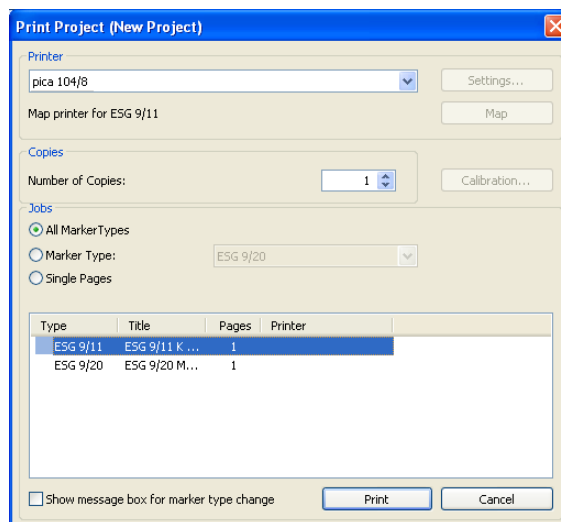 Print Project (New Project)
Printer
pica 104/8
Settings...
Map printer for ESG 9/11
Map
Copies
Number of Copies:
1
Calibration...
Jobs
All MarkerTypes
Marker Type:
ESG 9/20
Single Pages
Type Title Pages Printer
ESG 9/11 ESG 9/11 K ... 1
ESG 9/20 ESG 9/20 M... 1
Show message box for marker type change
Print
Cancel